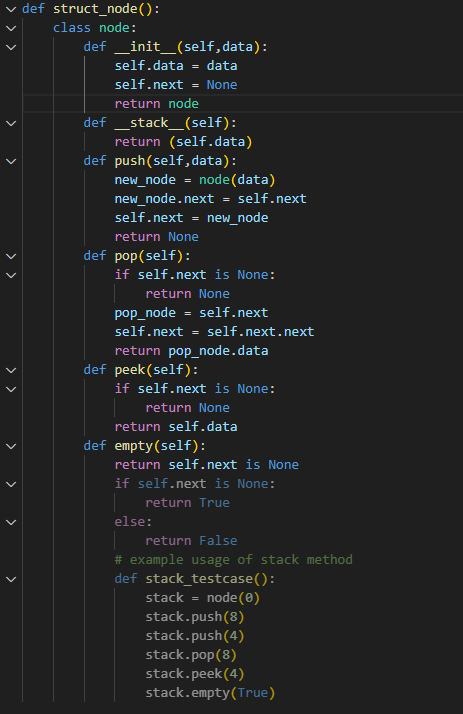 def struct_node():
class node:
def __init__(self,data):
self.data = data
self.next = None
return node
def __stack__(self):
return (self.data)
def push(self,data):
new_node = node(data)
new_node.next = self.next
self.next = new_node
return None
def pop(self):
if self.next is None:
return None
pop_node = self.next
self.next = self.next.next
return pop_node.data
def peek(self):
if self.next is None:
return None
return self.data
def empty(self):
return self.next is None
if self.next is None:
return True
else:
return False
# example usage of stack method
def stack_testcase():
stack = node(0)
stack.push(8)
stack.push(4)
stack.pop(8)
stack.peek(4)
stack.empty(True)